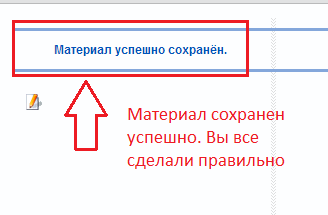 Материал успешно сохранён.
Материал сохранен
успешно. Вы все
сделали правильно